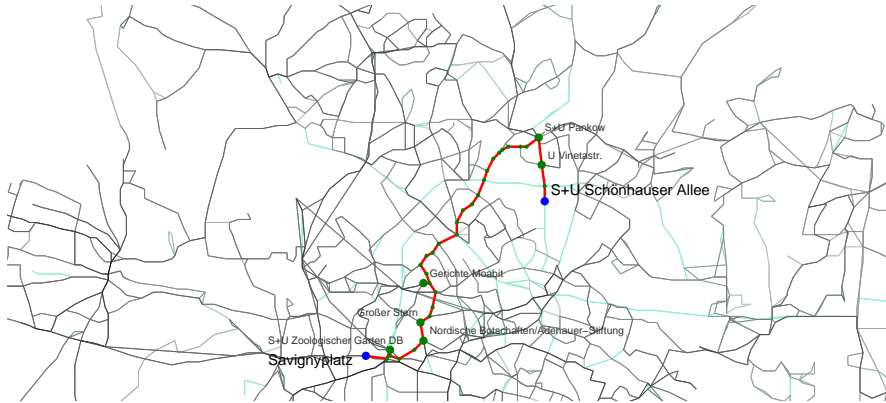 S+U Pankow
U Vinetastr.
S+U Schönhauser Allee
Gerichte Moabit
Großer Stern
Nordische Botschaften/Adenauer−Stiftung
S+U Zoologischer Garten DB
Savignyplatz